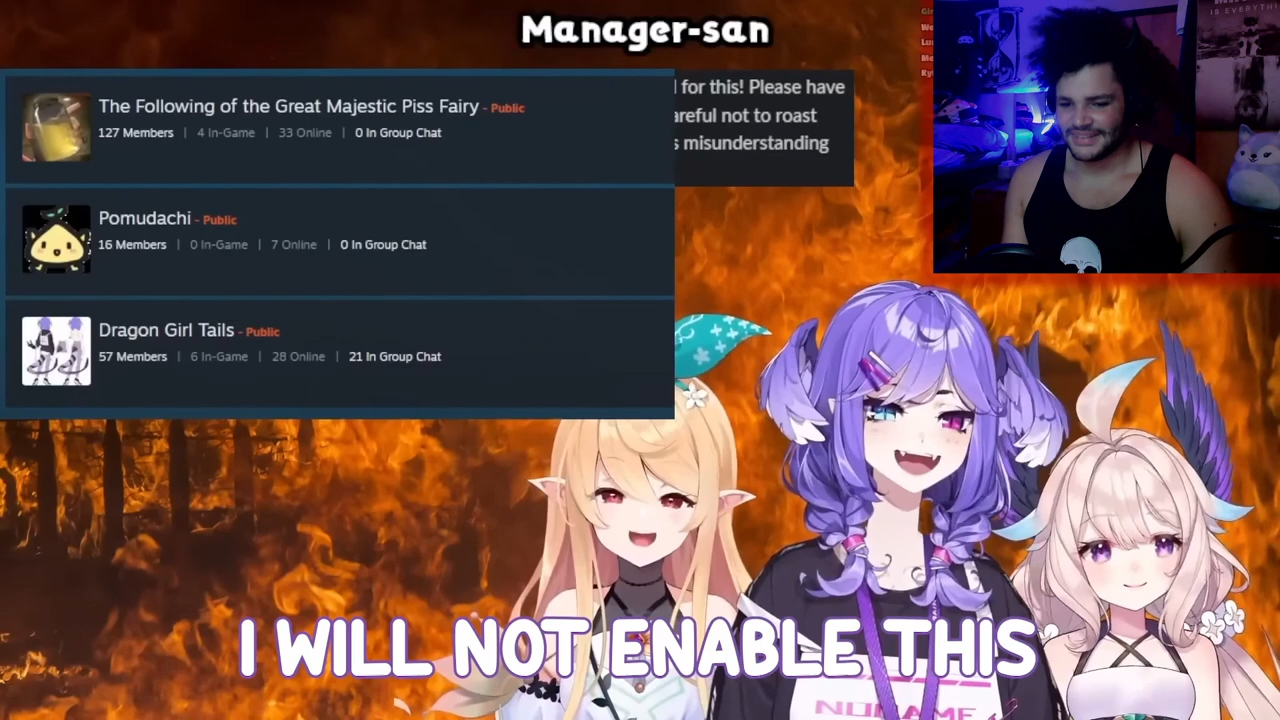 Manager-san
The Following of the Great Majestic Piss Fairy - Public
127 Members | 4 In-Game | 33 Online | 0 In Group Chat
for this! Please have
areful not to roast
misunderstanding
Pomudachi - Public
16 Members | 0 In-Game | 7 Online | 0 In Group Chat
Dragon Girl Tails - Public
57 Members | 6 In-Game | 28 Online | 21 In Group Chat
I WILL NOT ENABLE THIS